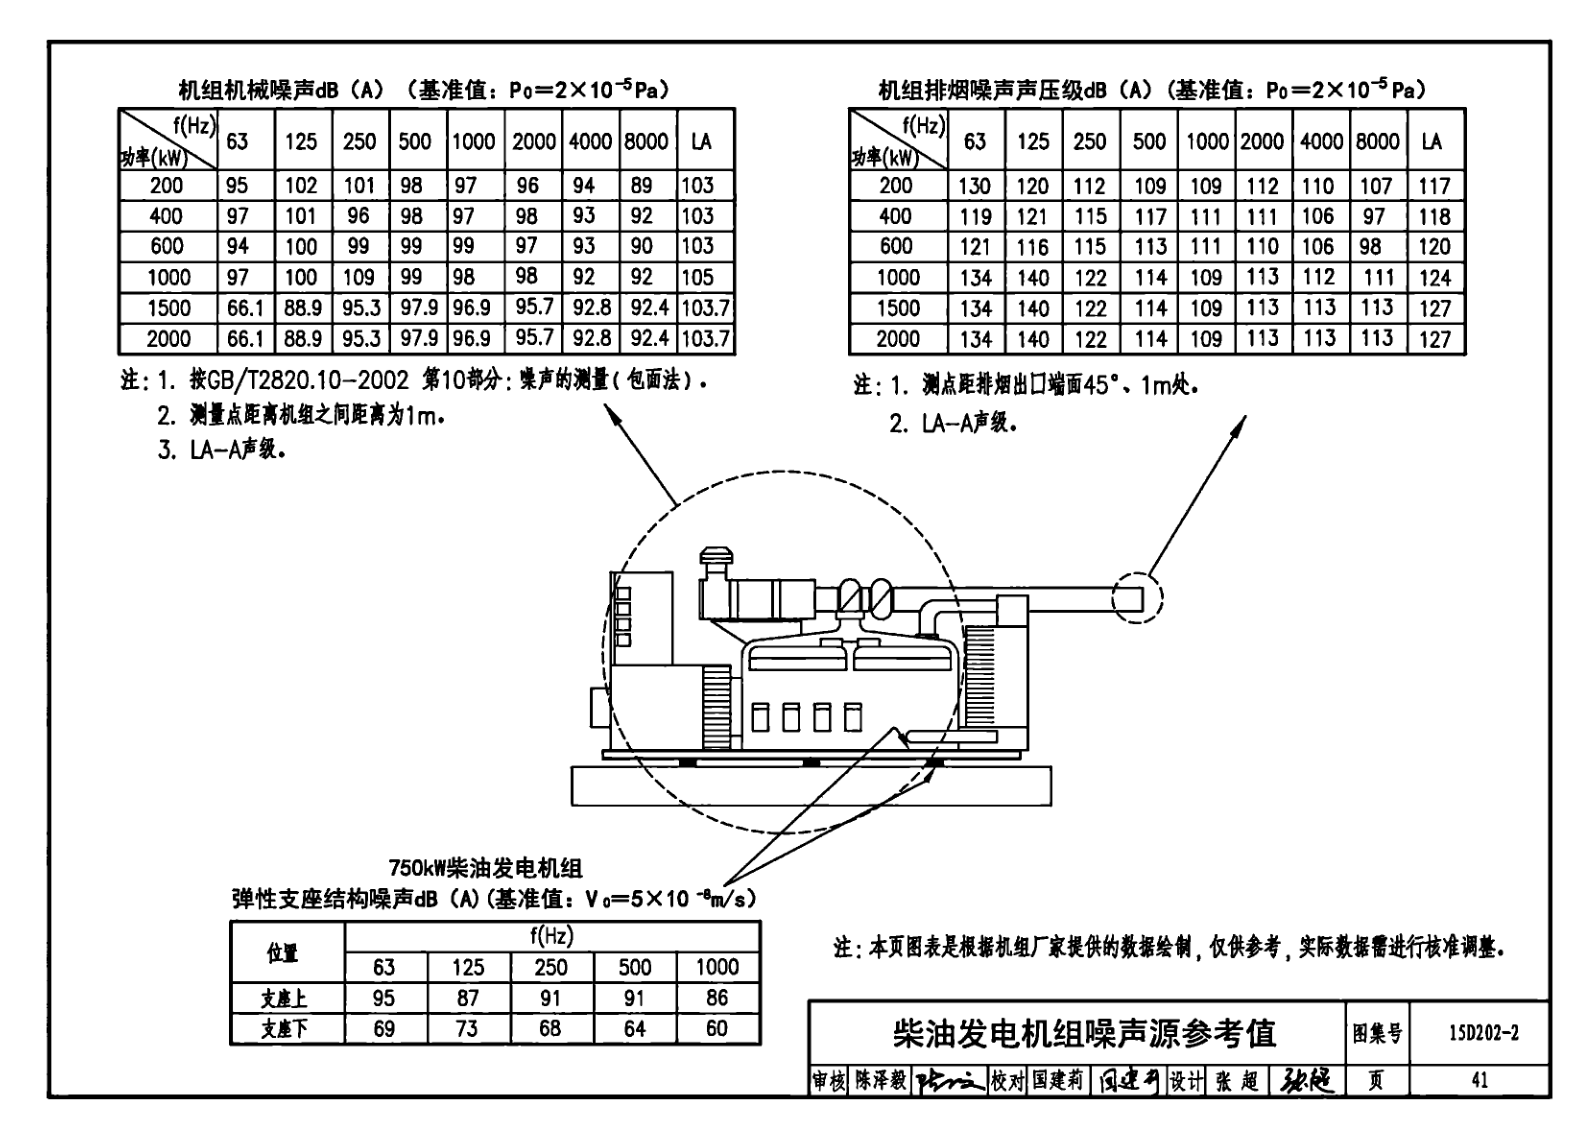 机组机械噪声dB（A）（基准值：P₀=2×10⁻⁵Pa）
f(Hz) 功率(kW) 63 125 250 500 1000 2000 4000 8000 LA
200 95 102 101 98 97 96 94 89 103
400 97 101 96 98 97 98 93 92 103
600 94 100 99 99 99 97 93 90 103
1000 97 100 109 99 98 98 92 92 105
1500 66.1 88.9 95.3 97.9 96.9 95.7 92.8 92.4 103.7
2000 66.1 88.9 95.3 97.9 96.9 95.7 92.8 92.4 103.7
注：1. 按GB/T2820.10-2002 第10部分：噪声的测量(包面法)。
2. 测量点距离机组之间距离为1m。
3. LA-A声级。
机组排烟噪声声压级dB（A）（基准值：P₀=2×10⁻⁵Pa）
f(Hz) 功率(kW) 63 125 250 500 1000 2000 4000 8000 LA
200 130 120 112 109 109 112 110 107 117
400 119 121 115 117 111 111 106 97 118
600 121 116 115 113 111 110 106 98 120
1000 134 140 122 114 109 113 112 111 124
1500 134 140 122 114 109 113 113 113 127
2000 134 140 122 114 109 113 113 113 127
注：1. 测点距排烟出口端面45°、1m处。
2. LA-A声级。
750kW柴油发电机组
弹性支座结构噪声dB（A）(基准值：V₀=5×10⁻⁸m/s）
位置 f(Hz)
63 125 250 500 1000
支座上 95 87 91 91 86
支座下 69 73 68 64 60
注：本页图表是根据机组厂家提供的数据绘制，仅供参考，实际数据需进行核准调整。
柴油发电机组噪声源参考值 图集号 15D202-2
审核 陈泽毅 校对 国建莉 国建莉 设计 张超 张超 页 41